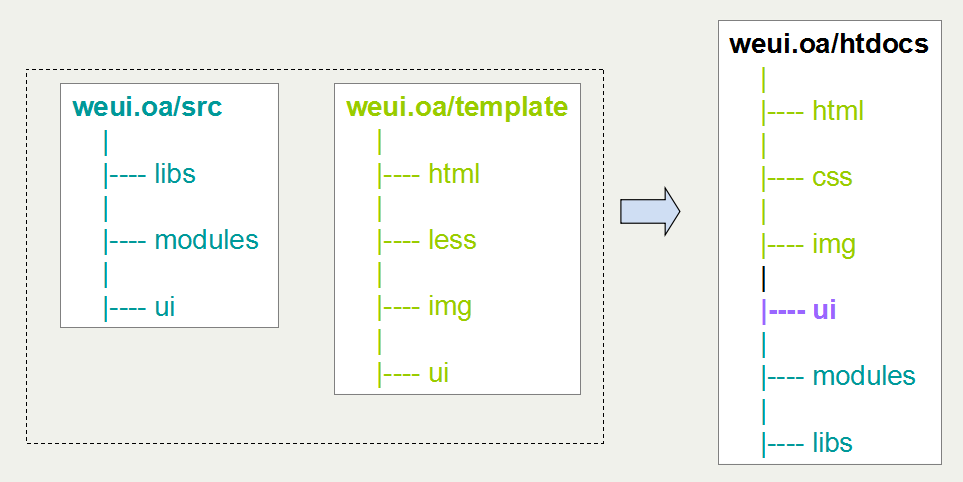 weui.oa/src
|
|---- libs
|
|---- modules
|
|---- ui
weui.oa/template
|
|---- html
|
|---- less
|
|---- img
|
|---- ui
weui.oa/htdocs
|
|---- html
|
|---- css
|
|---- img
|
|---- ui
|
|---- modules
|
|---- libs